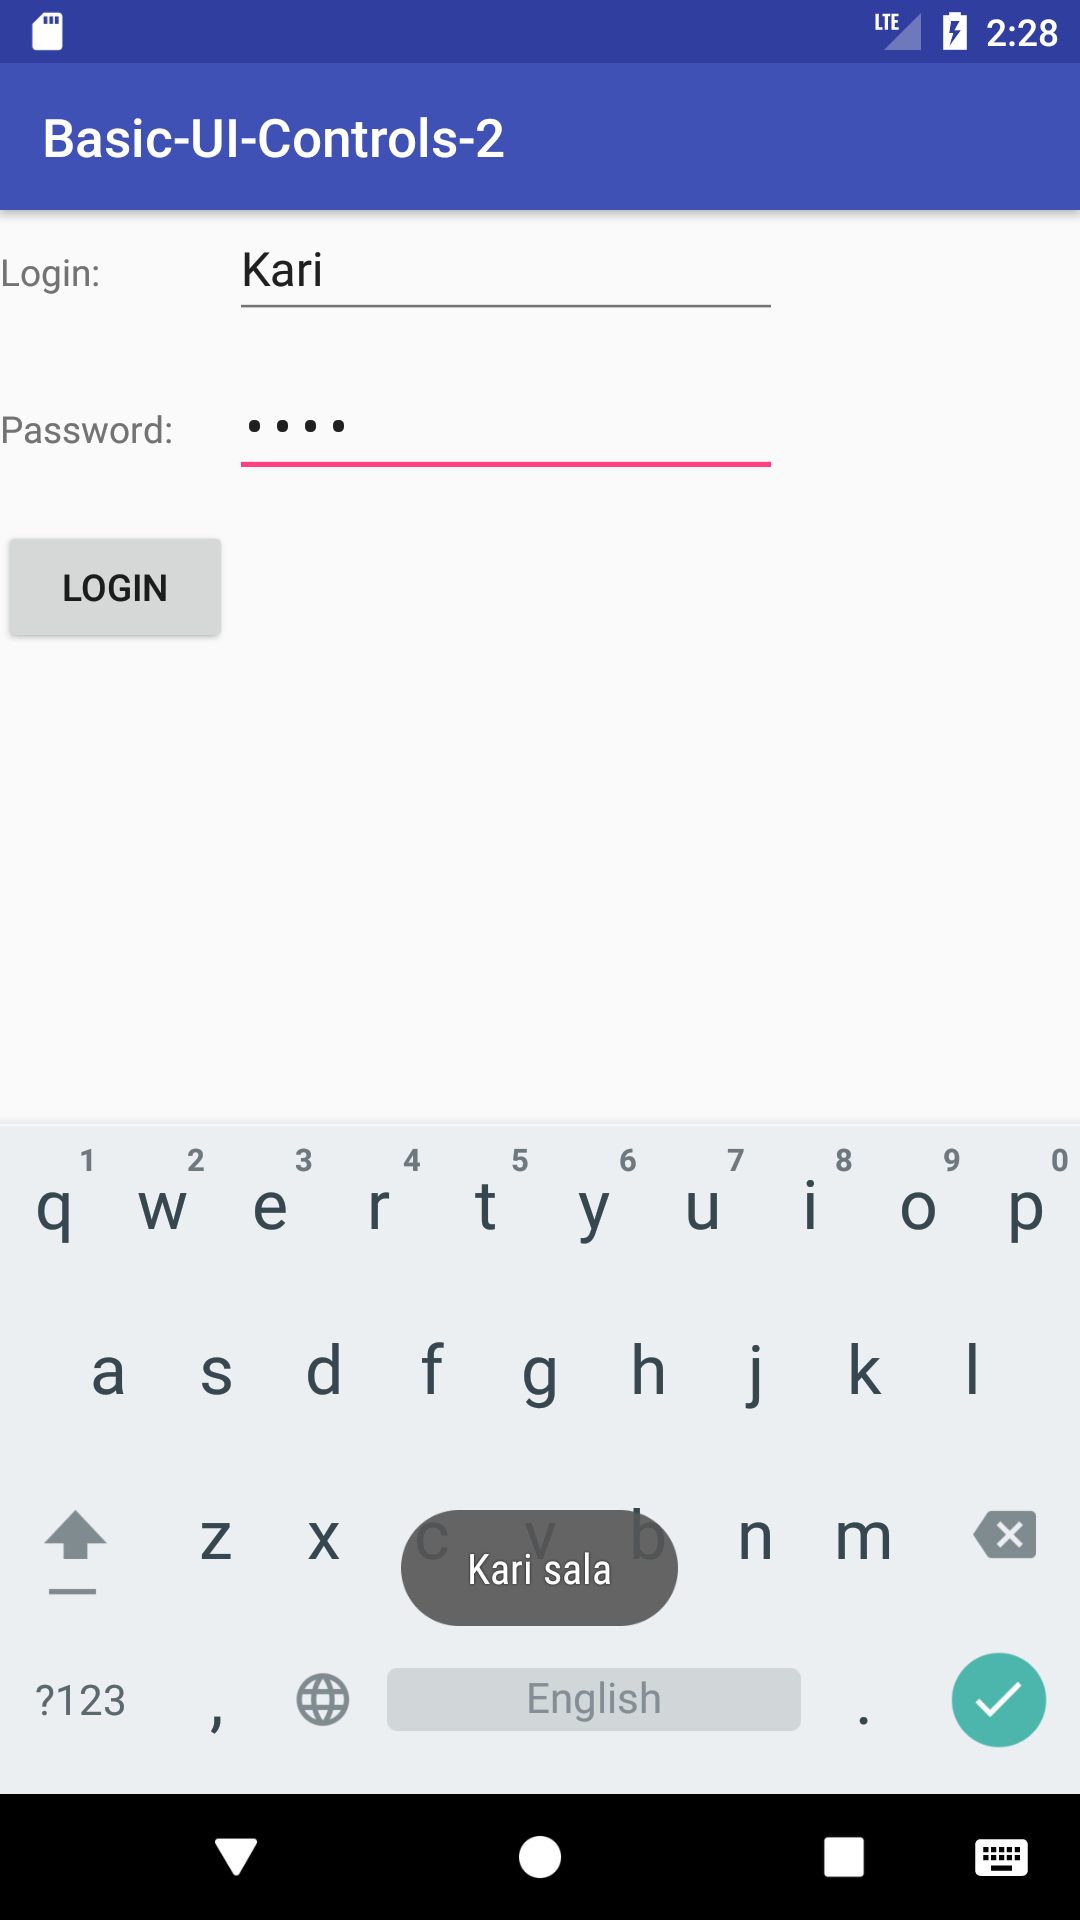 LTE 2:28
Basic-UI-Controls-2
Login: Kari
Password: ••••
LOGIN
1 2 3 4 5 6 7 8 9 0
q w e r t y u i o p
a s d f g h j k l
z x c v b n m
Kari sala
?123 , English .